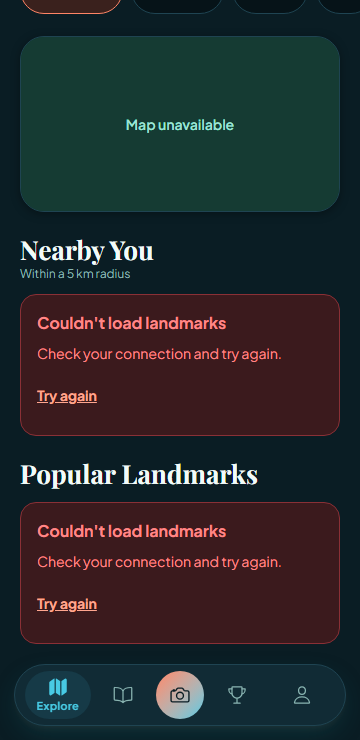 Map unavailable
Nearby You
Within a 5 km radius
Couldn't load landmarks
Check your connection and try again.
Try again
Popular Landmarks
Couldn't load landmarks
Check your connection and try again.
Try again
Explore